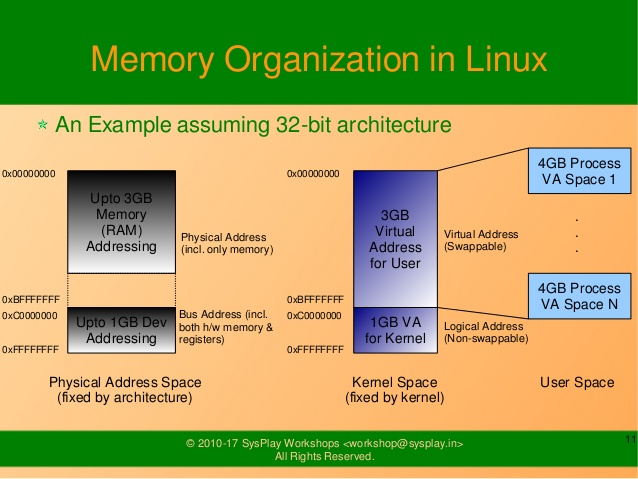 Memory Organization in Linux
An Example assuming 32-bit architecture
0x00000000
Upto 3GB
Memory
(RAM)
Addressing
Physical Address
(incl. only memory)
0xBFFFFFFF
0xC0000000
Upto 1GB Dev
Addressing
Bus Address (incl.
both h/w memory &
registers)
0xFFFFFFFF
Physical Address Space
(fixed by architecture)
0x00000000
3GB
Virtual
Address
for User
Virtual Address
(Swappable)
0xBFFFFFFF
0xC0000000
1GB VA
for Kernel
Logical Address
(Non-swappable)
0xFFFFFFFF
Kernel Space
(fixed by kernel)
4GB Process
VA Space 1
.
.
.
4GB Process
VA Space N
User Space
© 2010-17 SysPlay Workshops <workshop@sysplay.in>
All Rights Reserved.
11